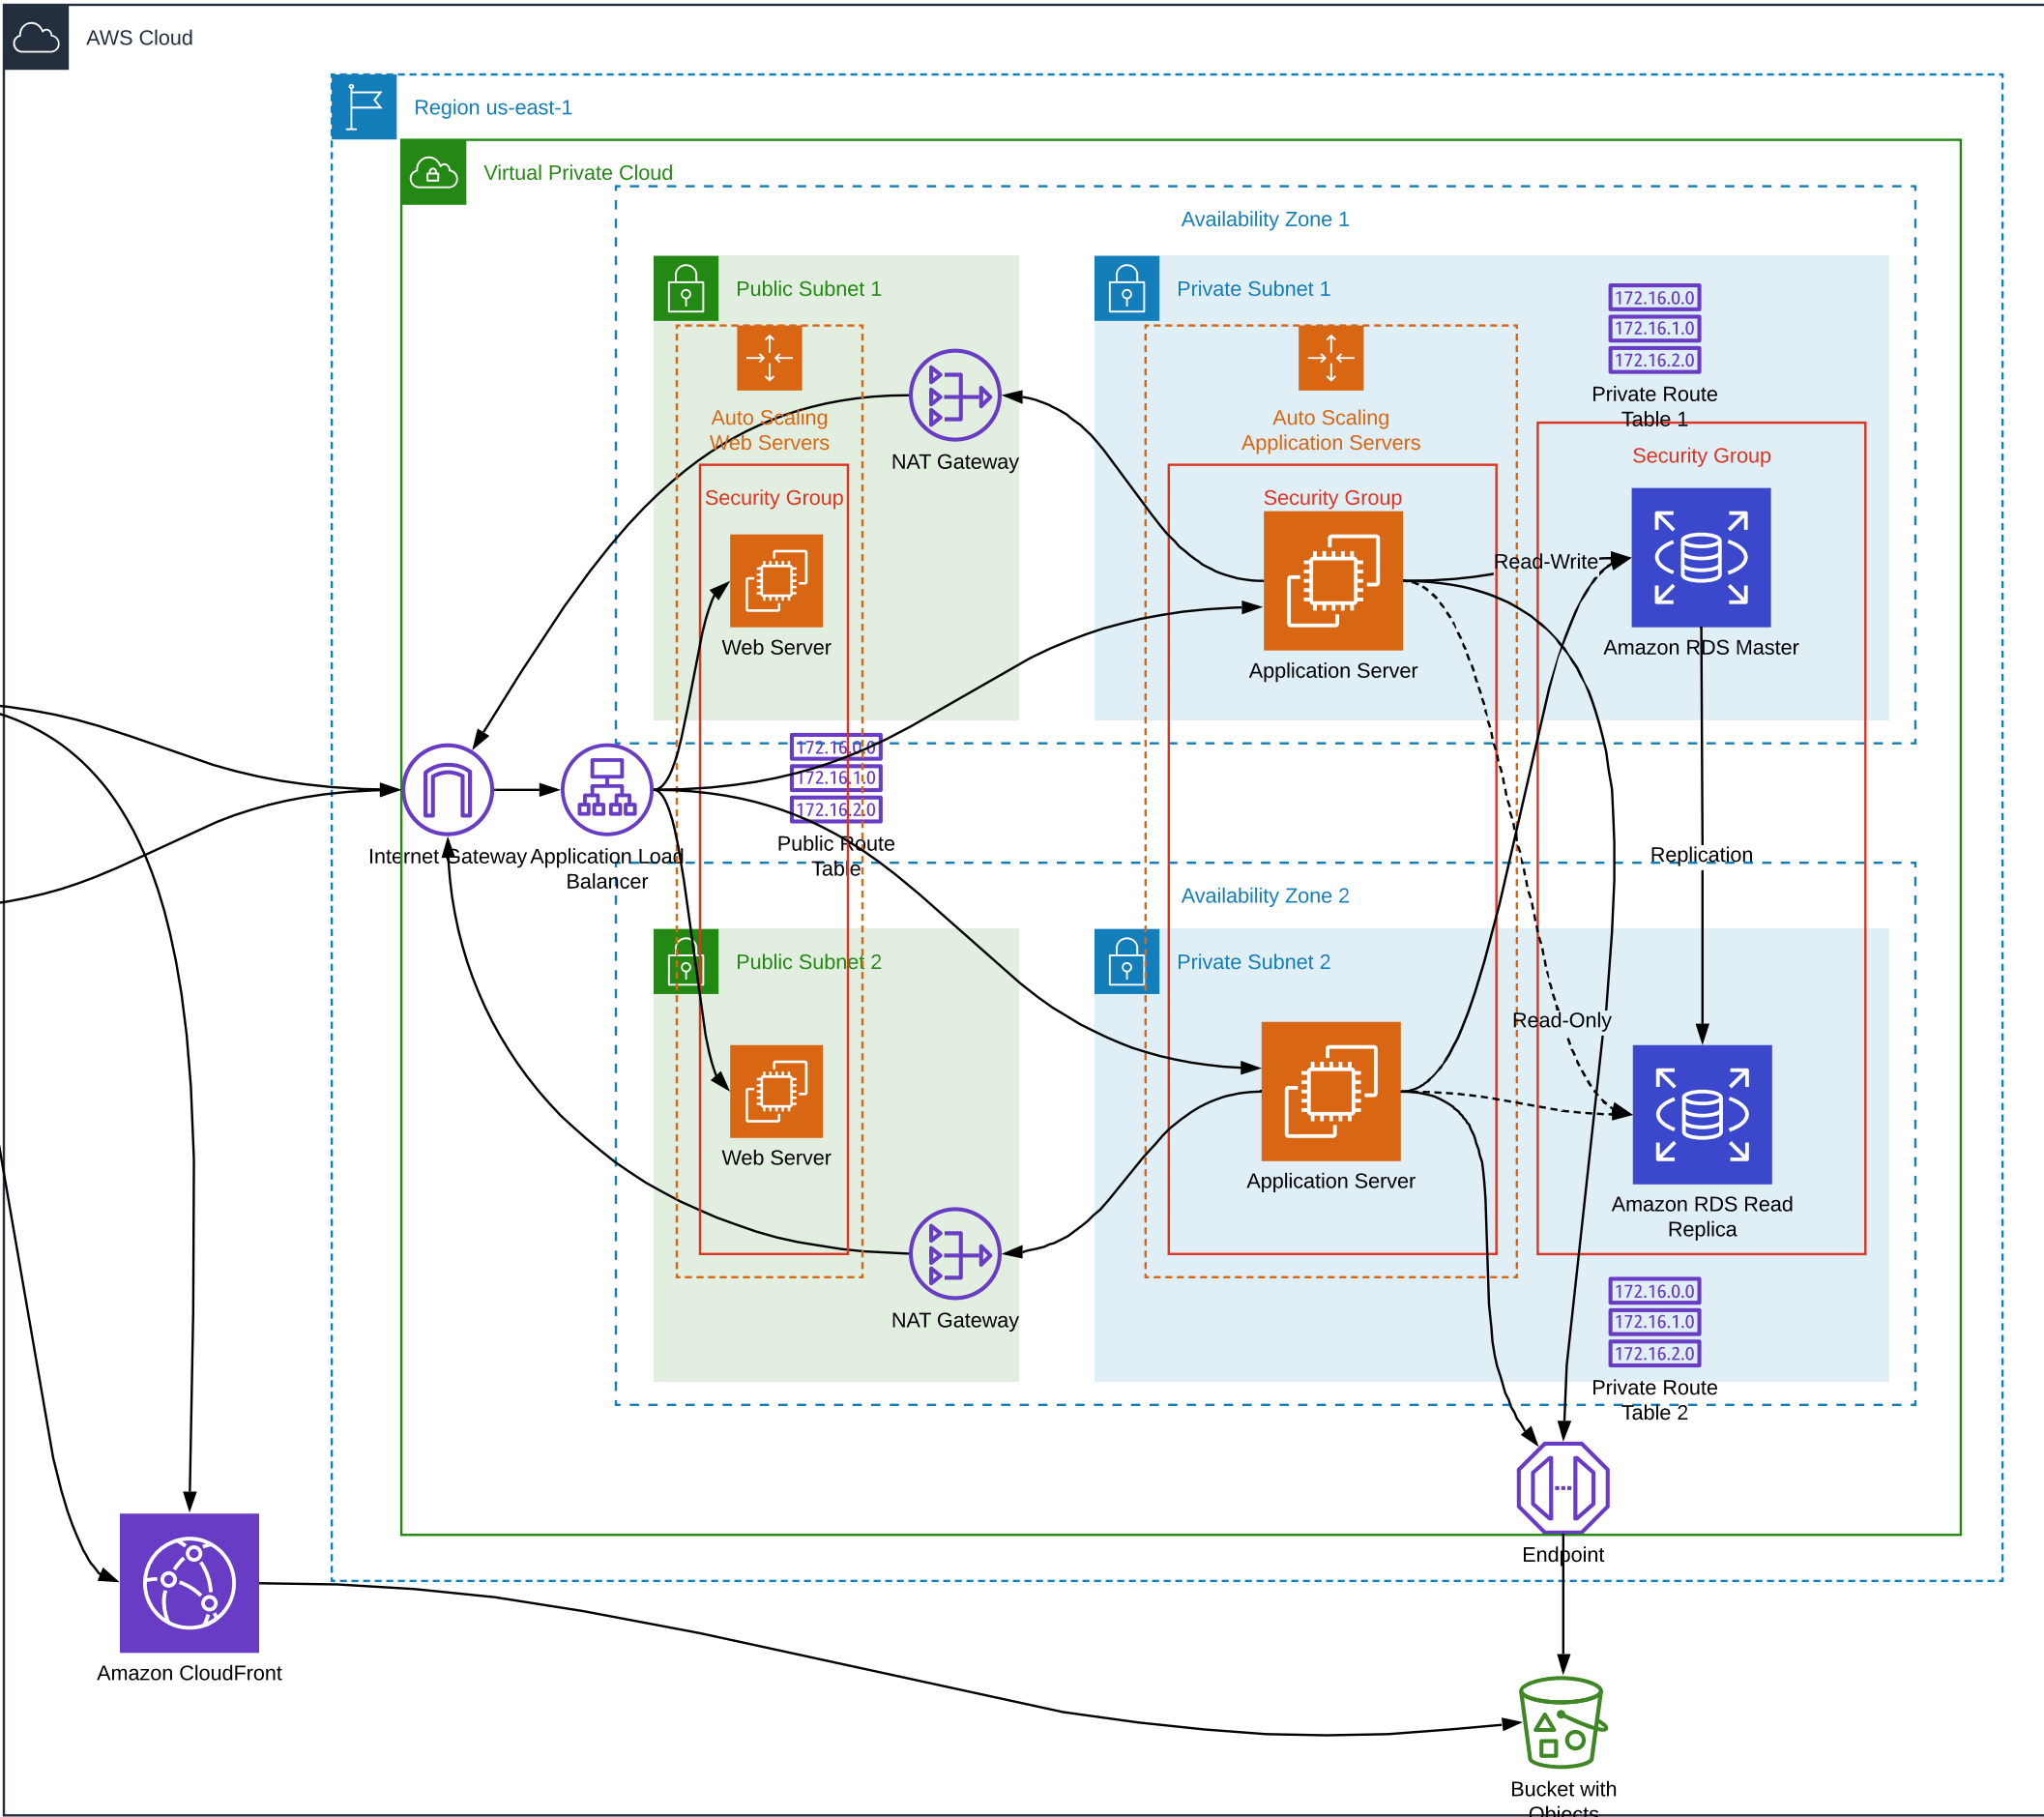 AWS Cloud
Region us-east-1
Virtual Private Cloud
Availability Zone 1
Public Subnet 1
Private Subnet 1
172.16.0.0
172.16.1.0
172.16.2.0
Private Route
Table 1
Auto Scaling
Web Servers
NAT Gateway
Auto Scaling
Application Servers
Security Group
Security Group
Security Group
Read-Write
Web Server
Application Server
Amazon RDS Master
172.16.0.0
172.16.1.0
172.16.2.0
Public Route
Table
Internet Gateway
Application Load
Balancer
Replication
Availability Zone 2
Public Subnet 2
Private Subnet 2
Read-Only
Web Server
Application Server
Amazon RDS Read
Replica
NAT Gateway
172.16.0.0
172.16.1.0
172.16.2.0
Private Route
Table 2
Endpoint
Amazon CloudFront
Bucket with
Objects